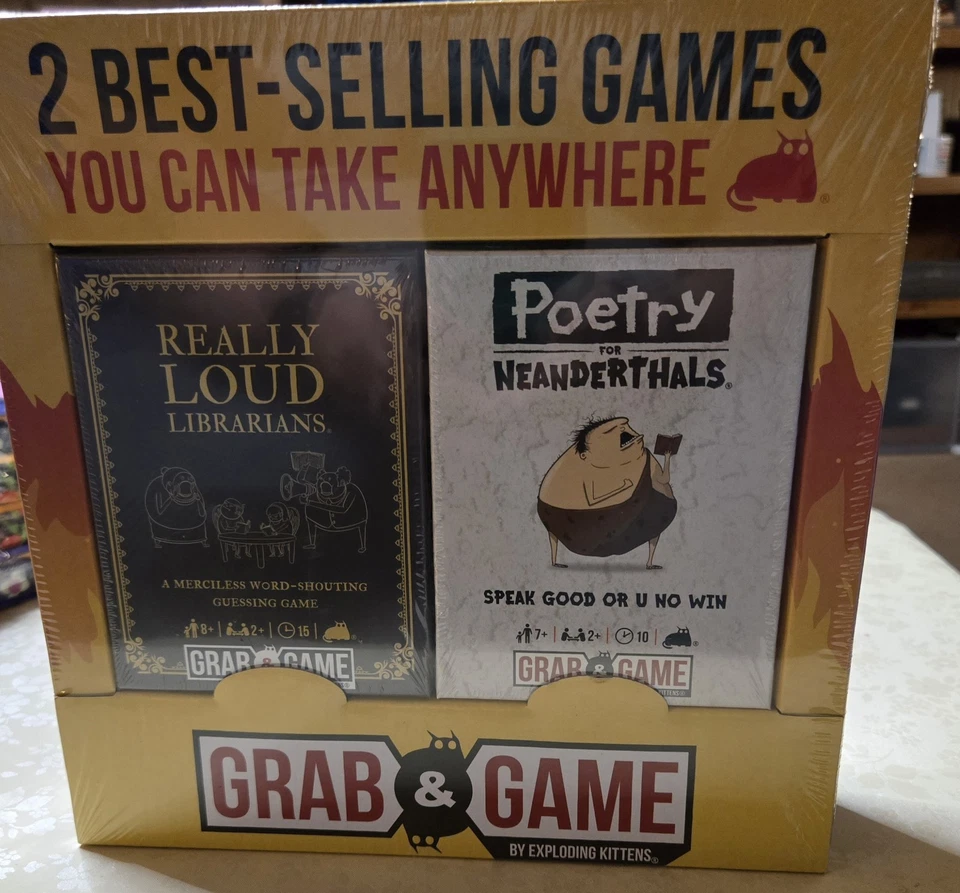 2 BEST-SELLING GAMES
YOU CAN TAKE ANYWHERE
REALLY
LOUD
LIBRARIANS
A MERCILESS WORD-SHOUTING
GUESSING GAME
8+ 2+ 15
GRAB & GAME
Poetry
FOR
NEANDERTHALS®
SPEAK GOOD OR U NO WIN
7+ 2+ 10
GRAB & GAME
GRAB & GAME
BY EXPLODING KITTENS®